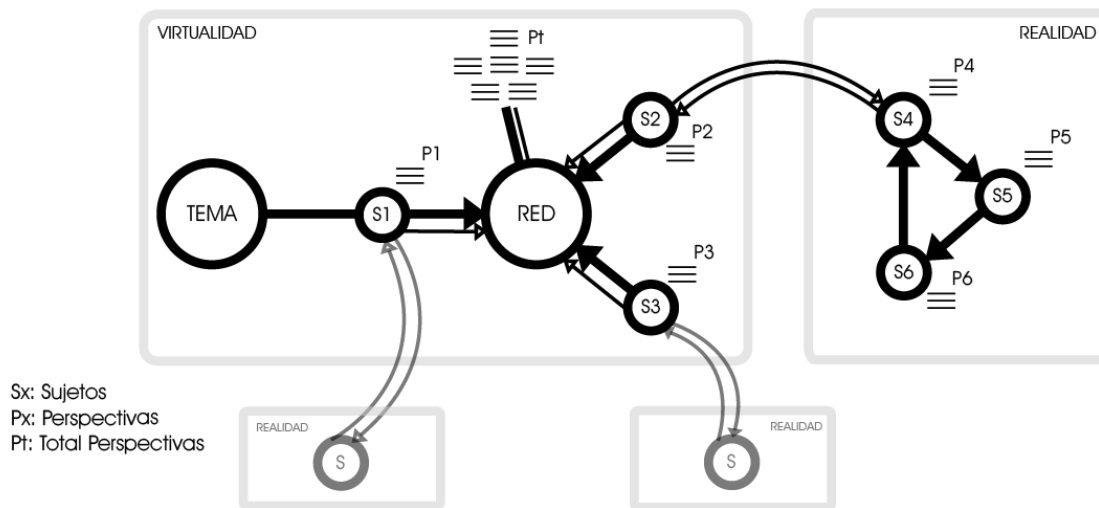 VIRTUALIDAD
Pt
REALIDAD
P4
S4
S2
P2
P5
P1
TEMA
S1
RED
S5
P3
S6
P6
S3
Sx: Sujetos
Px: Perspectivas
Pt: Total Perspectivas
REALIDAD
S
REALIDAD
S